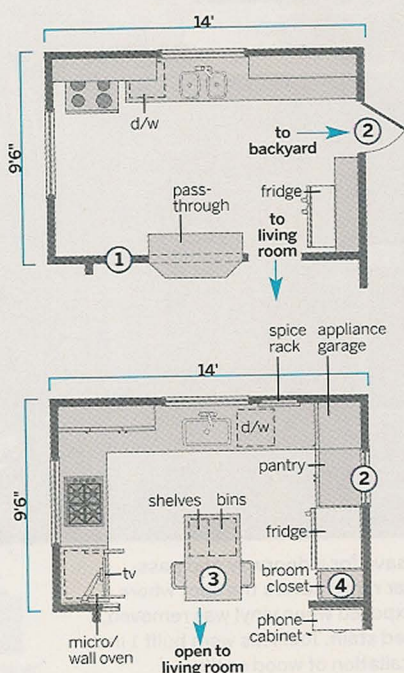 14'
9'6"
d/w
to
backyard
2
pass-
through
fridge
to
living
room
1
spice
rack
appliance
garage
14'
9'6"
d/w
pantry
2
shelves
bins
fridge
tv
3
broom
closet
4
micro/
wall oven
phone
cabinet
open to
living room